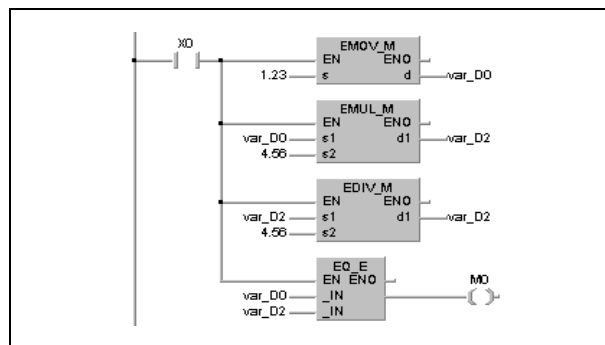 X0
EMOV_M
EN ENO
1.23 s d var_D0
EMUL_M
EN ENO
var_D0 s1 d1 var_D2
4.56 s2
EDIV_M
EN ENO
var_D2 s1 d1 var_D2
4.56 s2
EQ_E
EN ENO
var_D0 _IN M0
var_D2 _IN